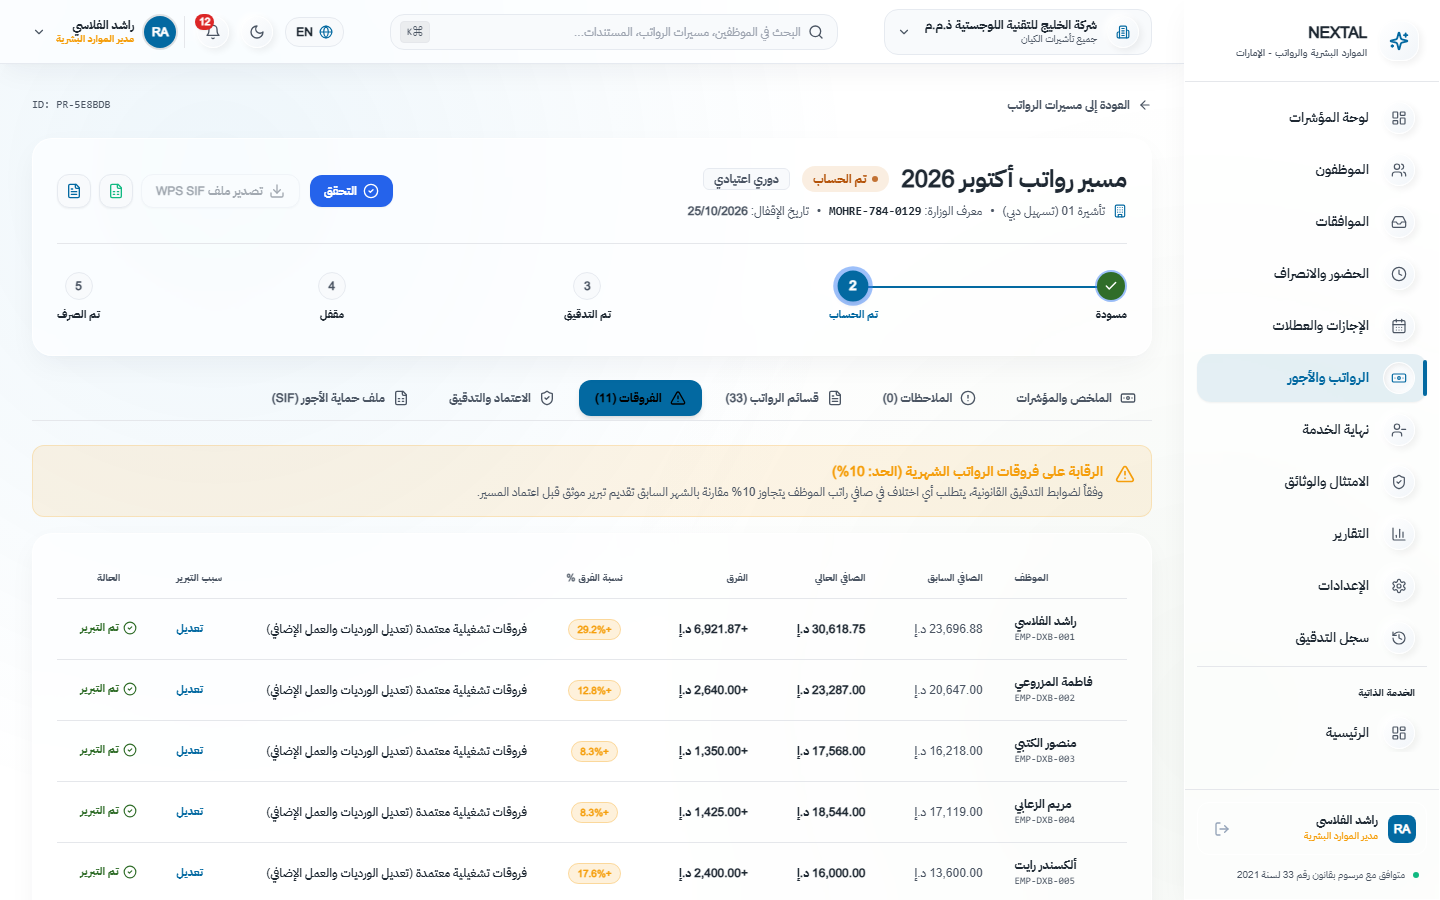 NEXTAL
الموارد البشرية والرواتب - الإمارات
لوحة المؤشرات
الموظفون
الموافقات
الحضور والانصراف
الإجازات والعطلات
الرواتب والأجور
نهاية الخدمة
الامتثال والوثائق
التقارير
الإعدادات
سجل التدقيق
الخدمة الذاتية
الرئيسية
RA
راشد الفلاسي
مدير الموارد البشرية
متوافق مع مرسوم بقانون رقم 33 لسنة 2021
شركة الخليج للتقنية اللوجستية ذ.م.م
جميع تأشيرات الكيان
البحث في الموظفين، مسيرات الرواتب، المستندات...
⌘K
EN
12
RA
راشد الفلاسي
مدير الموارد البشرية
العودة إلى مسيرات الرواتب
ID: PR-5E8BDB
مسير رواتب أكتوبر 2026
تم الحساب
دوري اعتيادي
تأشيرة 01 (تسهيل دبي) • معرف الوزارة: MOHRE-784-0129 • تاريخ الإقفال: 25/10/2026
التحقق
تصدير ملف WPS SIF
مسودة
2
تم الحساب
3
تم التدقيق
4
مقفل
5
تم الصرف
الملخص والمؤشرات
الملاحظات (0)
قسائم الرواتب (33)
الفروقات (11)
الاعتماد والتدقيق
ملف حماية الأجور (SIF)
الرقابة على فروقات الرواتب الشهرية (الحد: 10%)
وفقاً لضوابط التدقيق القانونية، يتطلب أي اختلاف في صافي راتب الموظف يتجاوز 10% مقارنة بالشهر السابق تقديم تبرير موثق قبل اعتماد المسير.
الموظف الصافي السابق الصافي الحالي الفرق نسبة الفرق % سبب التبرير الحالة
راشد الفلاسي 23,696.88 د.إ 30,618.75 د.إ +6,921.87 د.إ +29.2% فروقات تشغيلية معتمدة (تعديل الورديات والعمل الإضافي) تعديل تم التبرير
EMP-DXB-001
فاطمة المزروعي 20,647.00 د.إ 23,287.00 د.إ +2,640.00 د.إ +12.8% فروقات تشغيلية معتمدة (تعديل الورديات والعمل الإضافي) تعديل تم التبرير
EMP-DXB-002
منصور الكتبي 16,218.00 د.إ 17,568.00 د.إ +1,350.00 د.إ +8.3% فروقات تشغيلية معتمدة (تعديل الورديات والعمل الإضافي) تعديل تم التبرير
EMP-DXB-003
مريم الزعابي 17,119.00 د.إ 18,544.00 د.إ +1,425.00 د.إ +8.3% فروقات تشغيلية معتمدة (تعديل الورديات والعمل الإضافي) تعديل تم التبرير
EMP-DXB-004
ألكسندر رايت 13,600.00 د.إ 16,000.00 د.إ +2,400.00 د.إ +17.6% فروقات تشغيلية معتمدة (تعديل الورديات والعمل الإضافي) تعديل تم التبرير
EMP-DXB-005